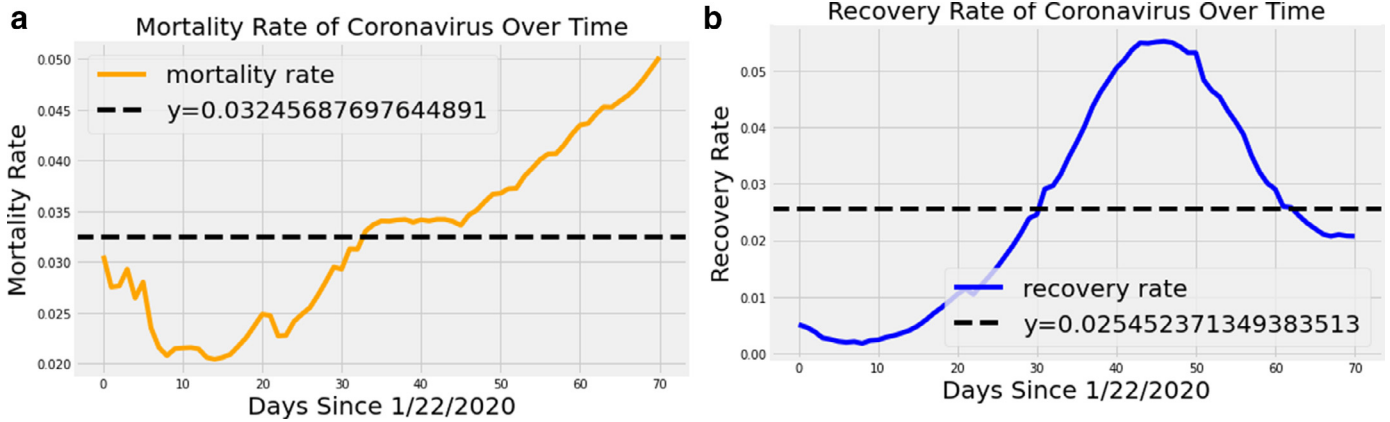 a
Mortality Rate of Coronavirus Over Time
mortality rate
y=0.03245687697644891
Mortality Rate
0.050
0.045
0.040
0.035
0.030
0.025
0.020
0 10 20 30 40 50 60 70
Days Since 1/22/2020
b
Recovery Rate of Coronavirus Over Time
Recovery Rate
0.05
0.04
0.03
0.02
0.01
0.00
recovery rate
y=0.025452371349383513
0 10 20 30 40 50 60 70
Days Since 1/22/2020